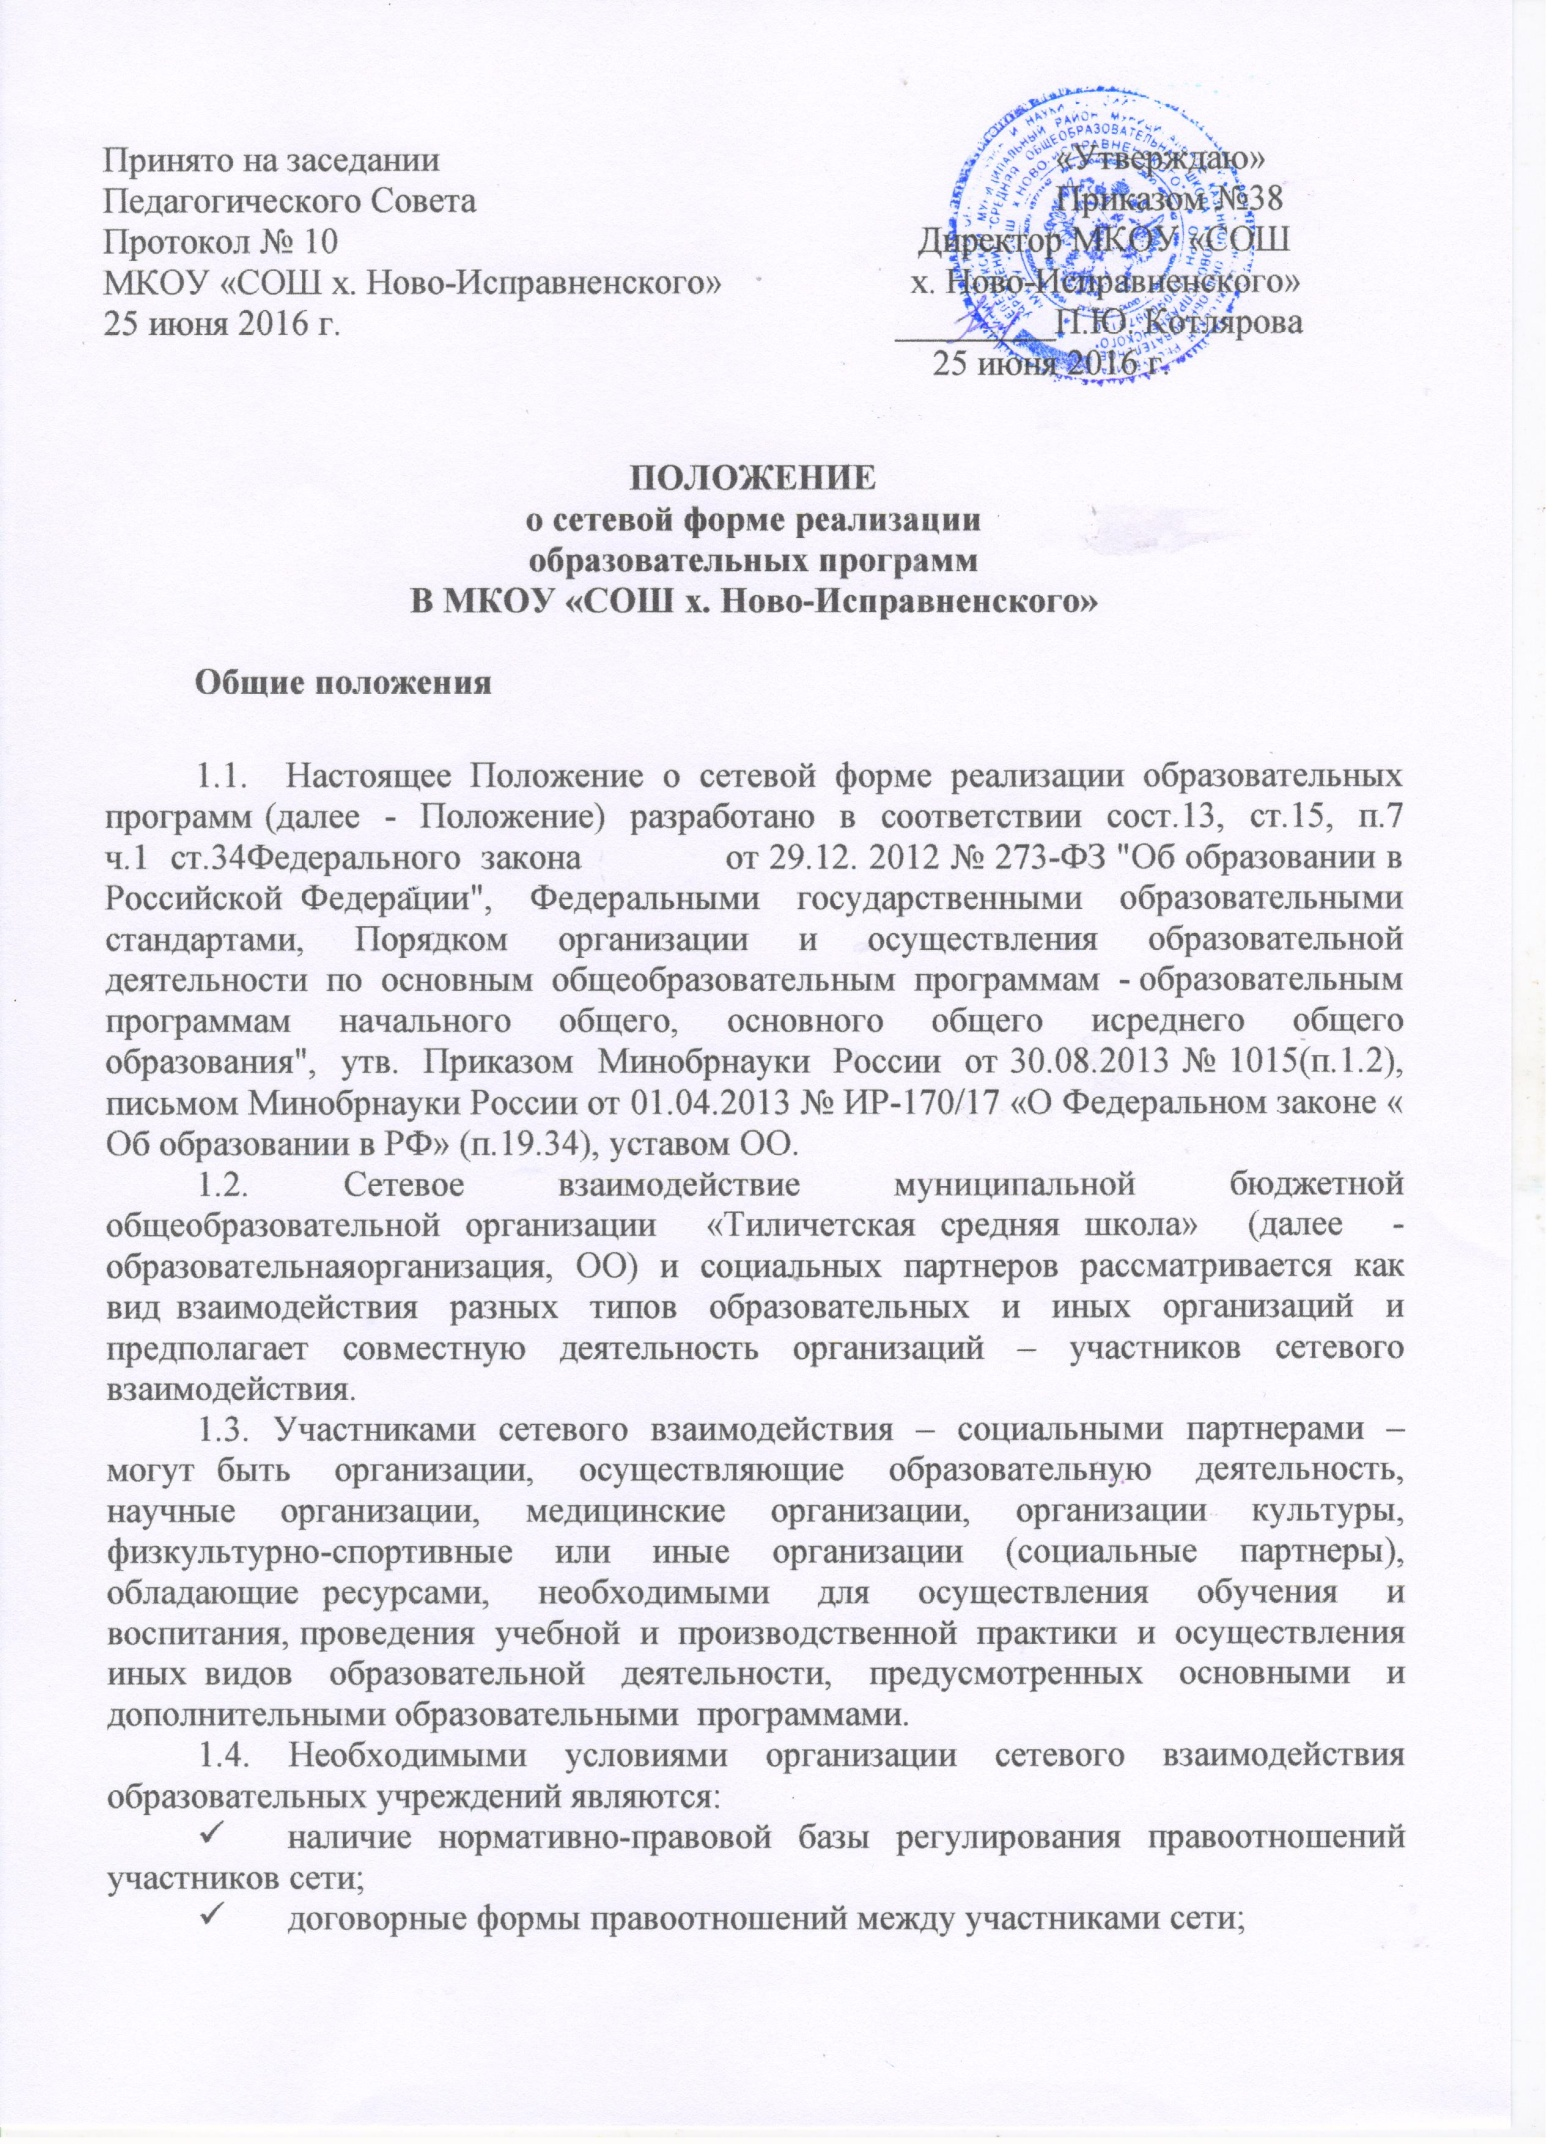 Принято на заседании
Педагогического Совета
Протокол № 10
МКОУ «СОШ х. Ново-Исправненского»
25 июня 2016 г.
«Утверждаю»
Приказом №38
Директор МКОУ «СОШ
х. Ново-Исправненского»
__________П.Ю. Котлярова
25 июня 2016 г.
ПОЛОЖЕНИЕ
о сетевой форме реализации
образовательных программ
В МКОУ «СОШ х. Ново-Исправненского»
Общие положения
1.1. Настоящее Положение о сетевой форме реализации образовательных
программ (далее - Положение) разработано в соответствии сост.13, ст.15, п.7
ч.1 ст.34Федерального закона от 29.12. 2012 № 273-ФЗ "Об образовании в
Российской Федерации", Федеральными государственными образовательными
стандартами, Порядком организации и осуществления образовательной
деятельности по основным общеобразовательным программам - образовательным
программам начального общего, основного общего исреднего общего
образования", утв. Приказом Минобрнауки России от 30.08.2013 № 1015(п.1.2),
письмом Минобрнауки России от 01.04.2013 № ИР-170/17 «О Федеральном законе «
Об образовании в РФ» (п.19.34), уставом ОО.
1.2. Сетевое взаимодействие муниципальной бюджетной
общеобразовательной организации «Тиличетская средняя школа» (далее -
образовательнаяорганизация, ОО) и социальных партнеров рассматривается как
вид взаимодействия разных типов образовательных и иных организаций и
предполагает совместную деятельность организаций – участников сетевого
взаимодействия.
1.3. Участниками сетевого взаимодействия – социальными партнерами –
могут быть организации, осуществляющие образовательную деятельность,
научные организации, медицинские организации, организации культуры,
физкультурно-спортивные или иные организации (социальные партнеры),
обладающие ресурсами, необходимыми для осуществления обучения и
воспитания, проведения учебной и производственной практики и осуществления
иных видов образовательной деятельности, предусмотренных основными и
дополнительными образовательными программами.
1.4. Необходимыми условиями организации сетевого взаимодействия
образовательных учреждений являются:
✓ наличие нормативно-правовой базы регулирования правоотношений
участников сети;
✓ договорные формы правоотношений между участниками сети;